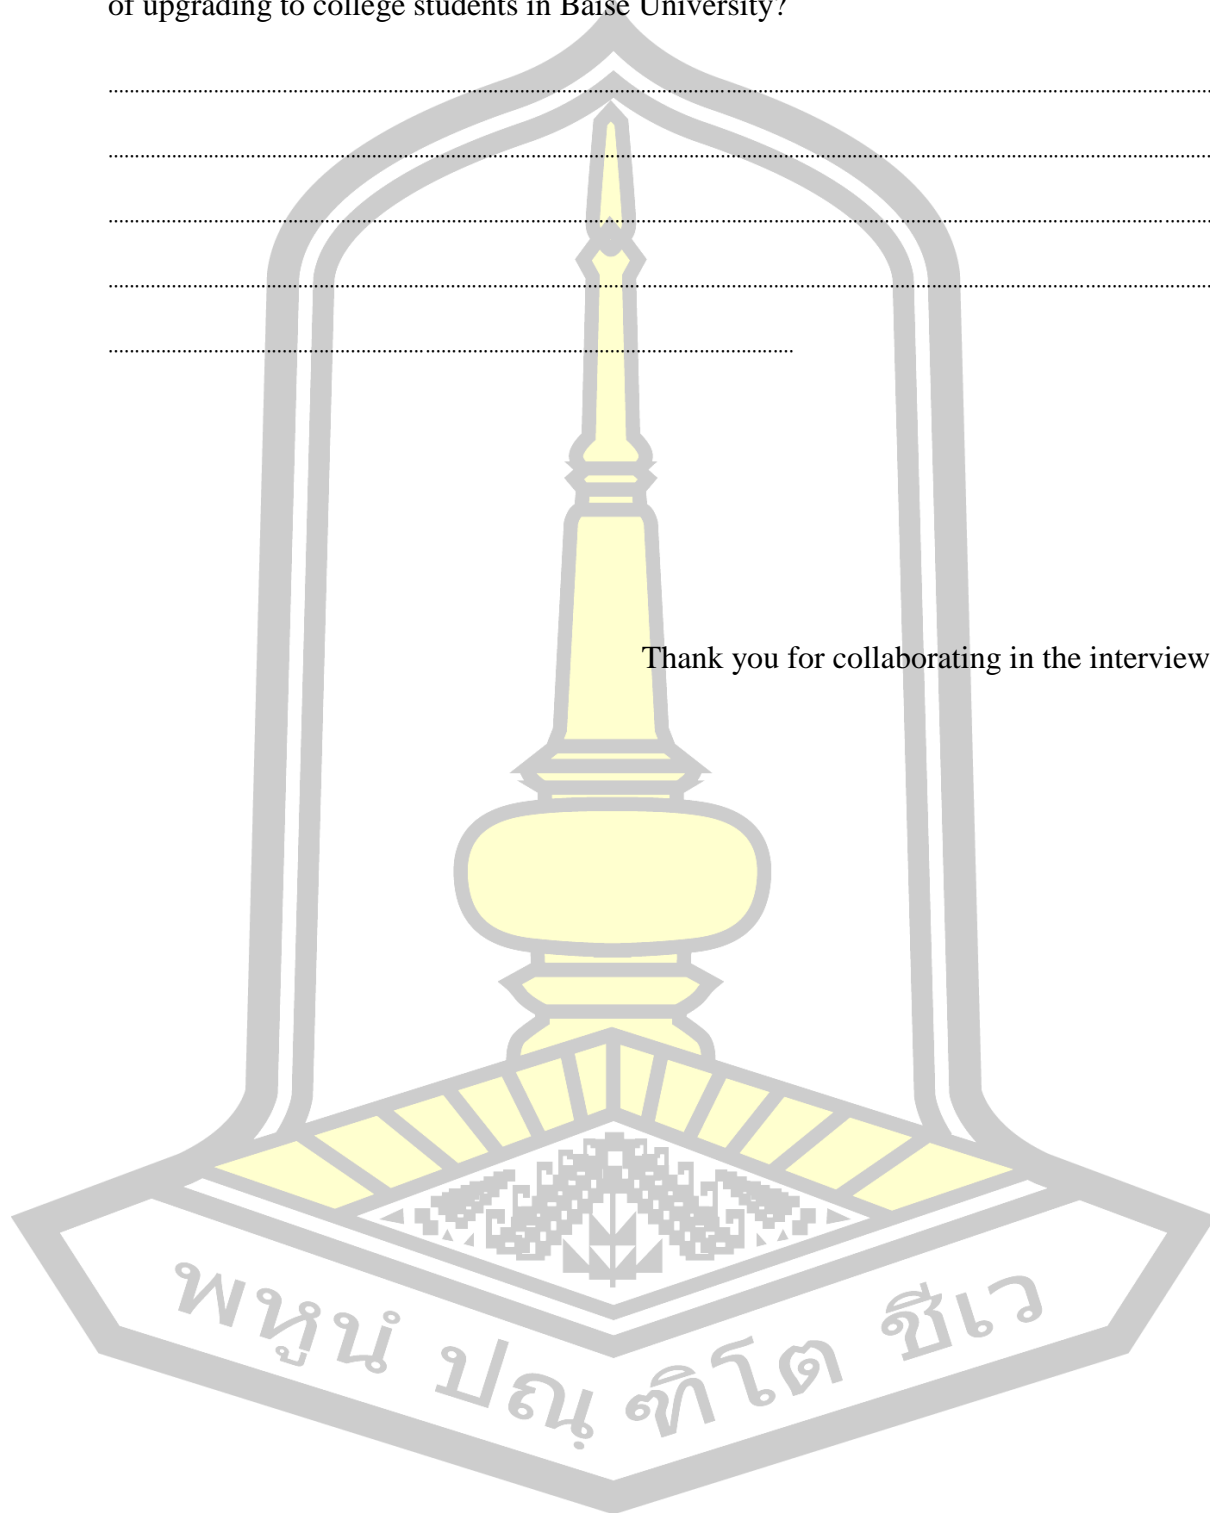 of upgrading to college students in Baise University?
Thank you for collaborating in the interview
พหูนํ ปณฺฑิโต ชีเว